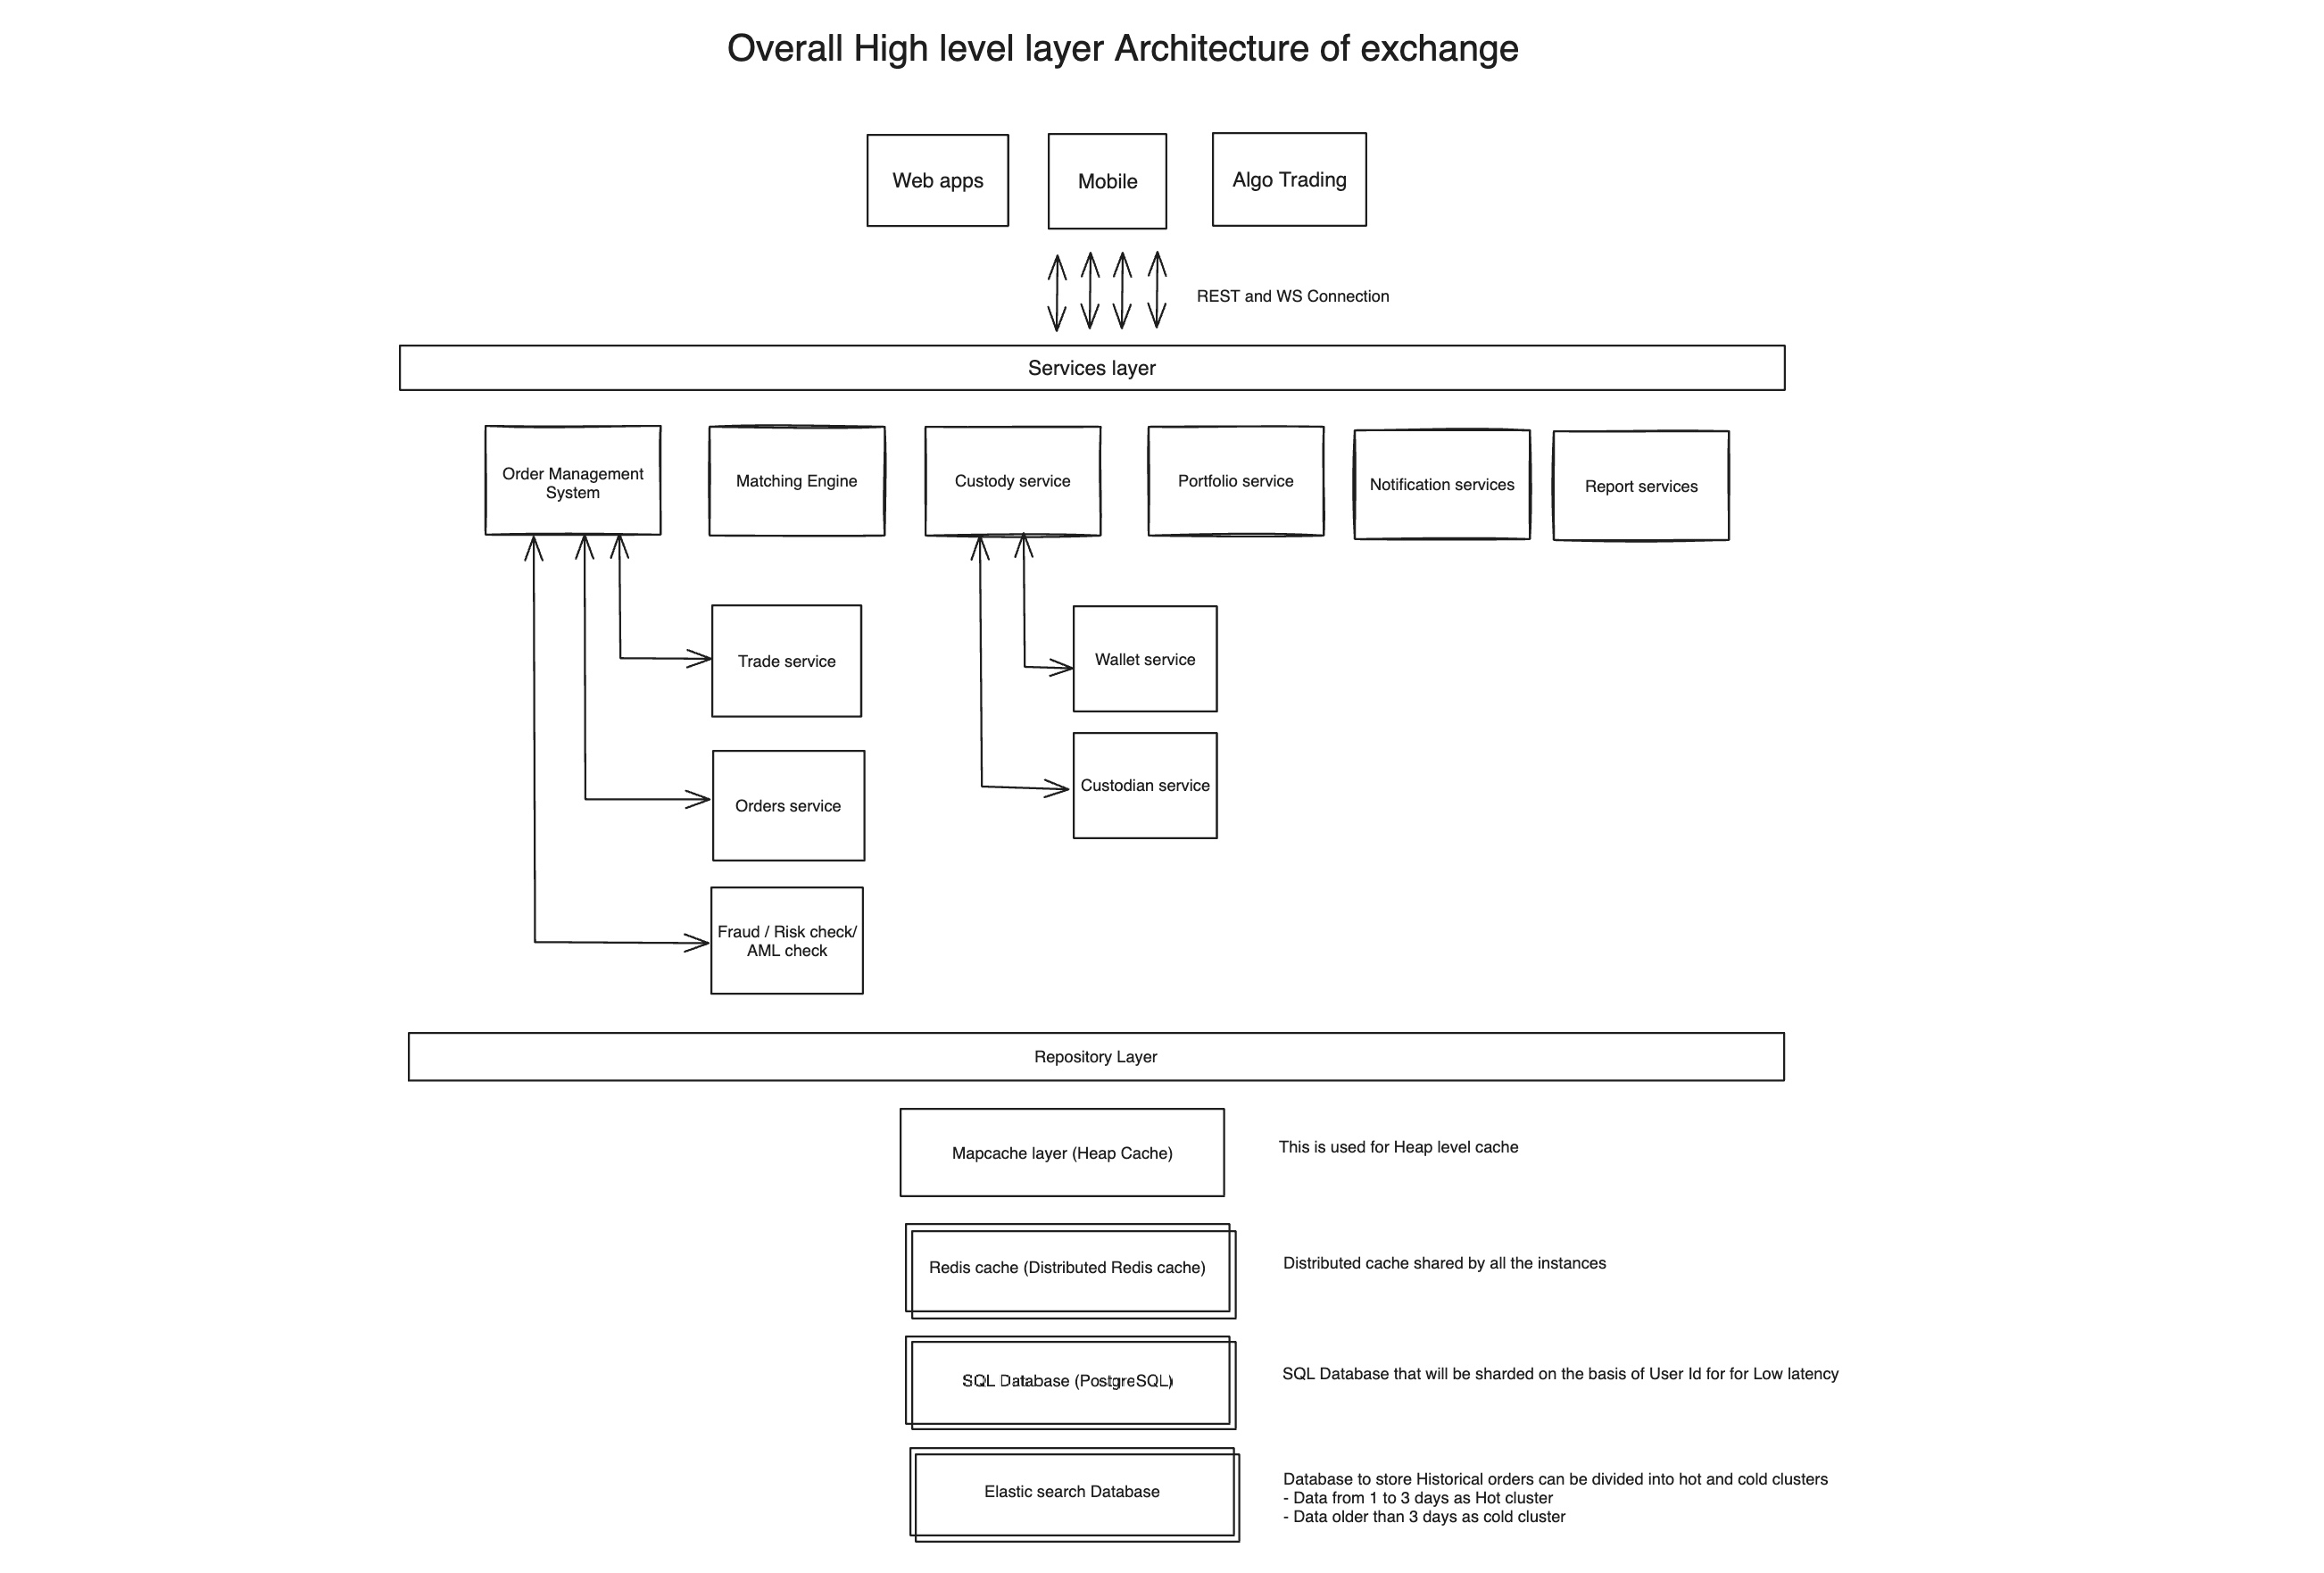 Overall High level layer Architecture of exchange
Web apps
Mobile
Algo Trading
REST and WS Connection
Services layer
Order Management
System
Matching Engine
Custody service
Portfolio service
Notification services
Report services
Trade service
Wallet service
Orders service
Custodian service
Fraud / Risk check/
AML check
Repository Layer
Mapcache layer (Heap Cache)
This is used for Heap level cache
Redis cache (Distributed Redis cache)
Distributed cache shared by all the instances
SQL Database (PostgreSQL)
SQL Database that will be sharded on the basis of User Id for for Low latency
Elastic search Database
Database to store Historical orders can be divided into hot and cold clusters
- Data from 1 to 3 days as Hot cluster
- Data older than 3 days as cold cluster